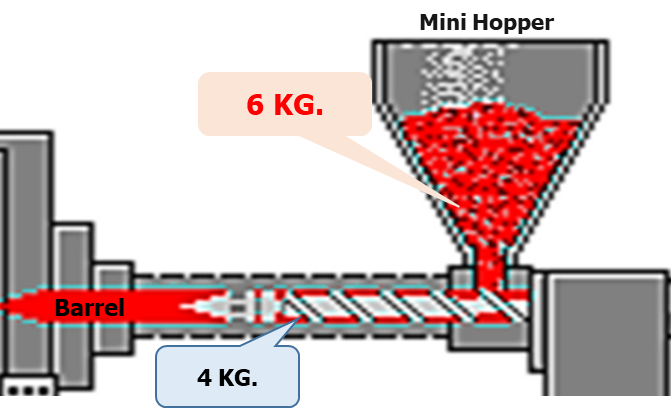 Mini Hopper
6 KG.
Barrel
4 KG.